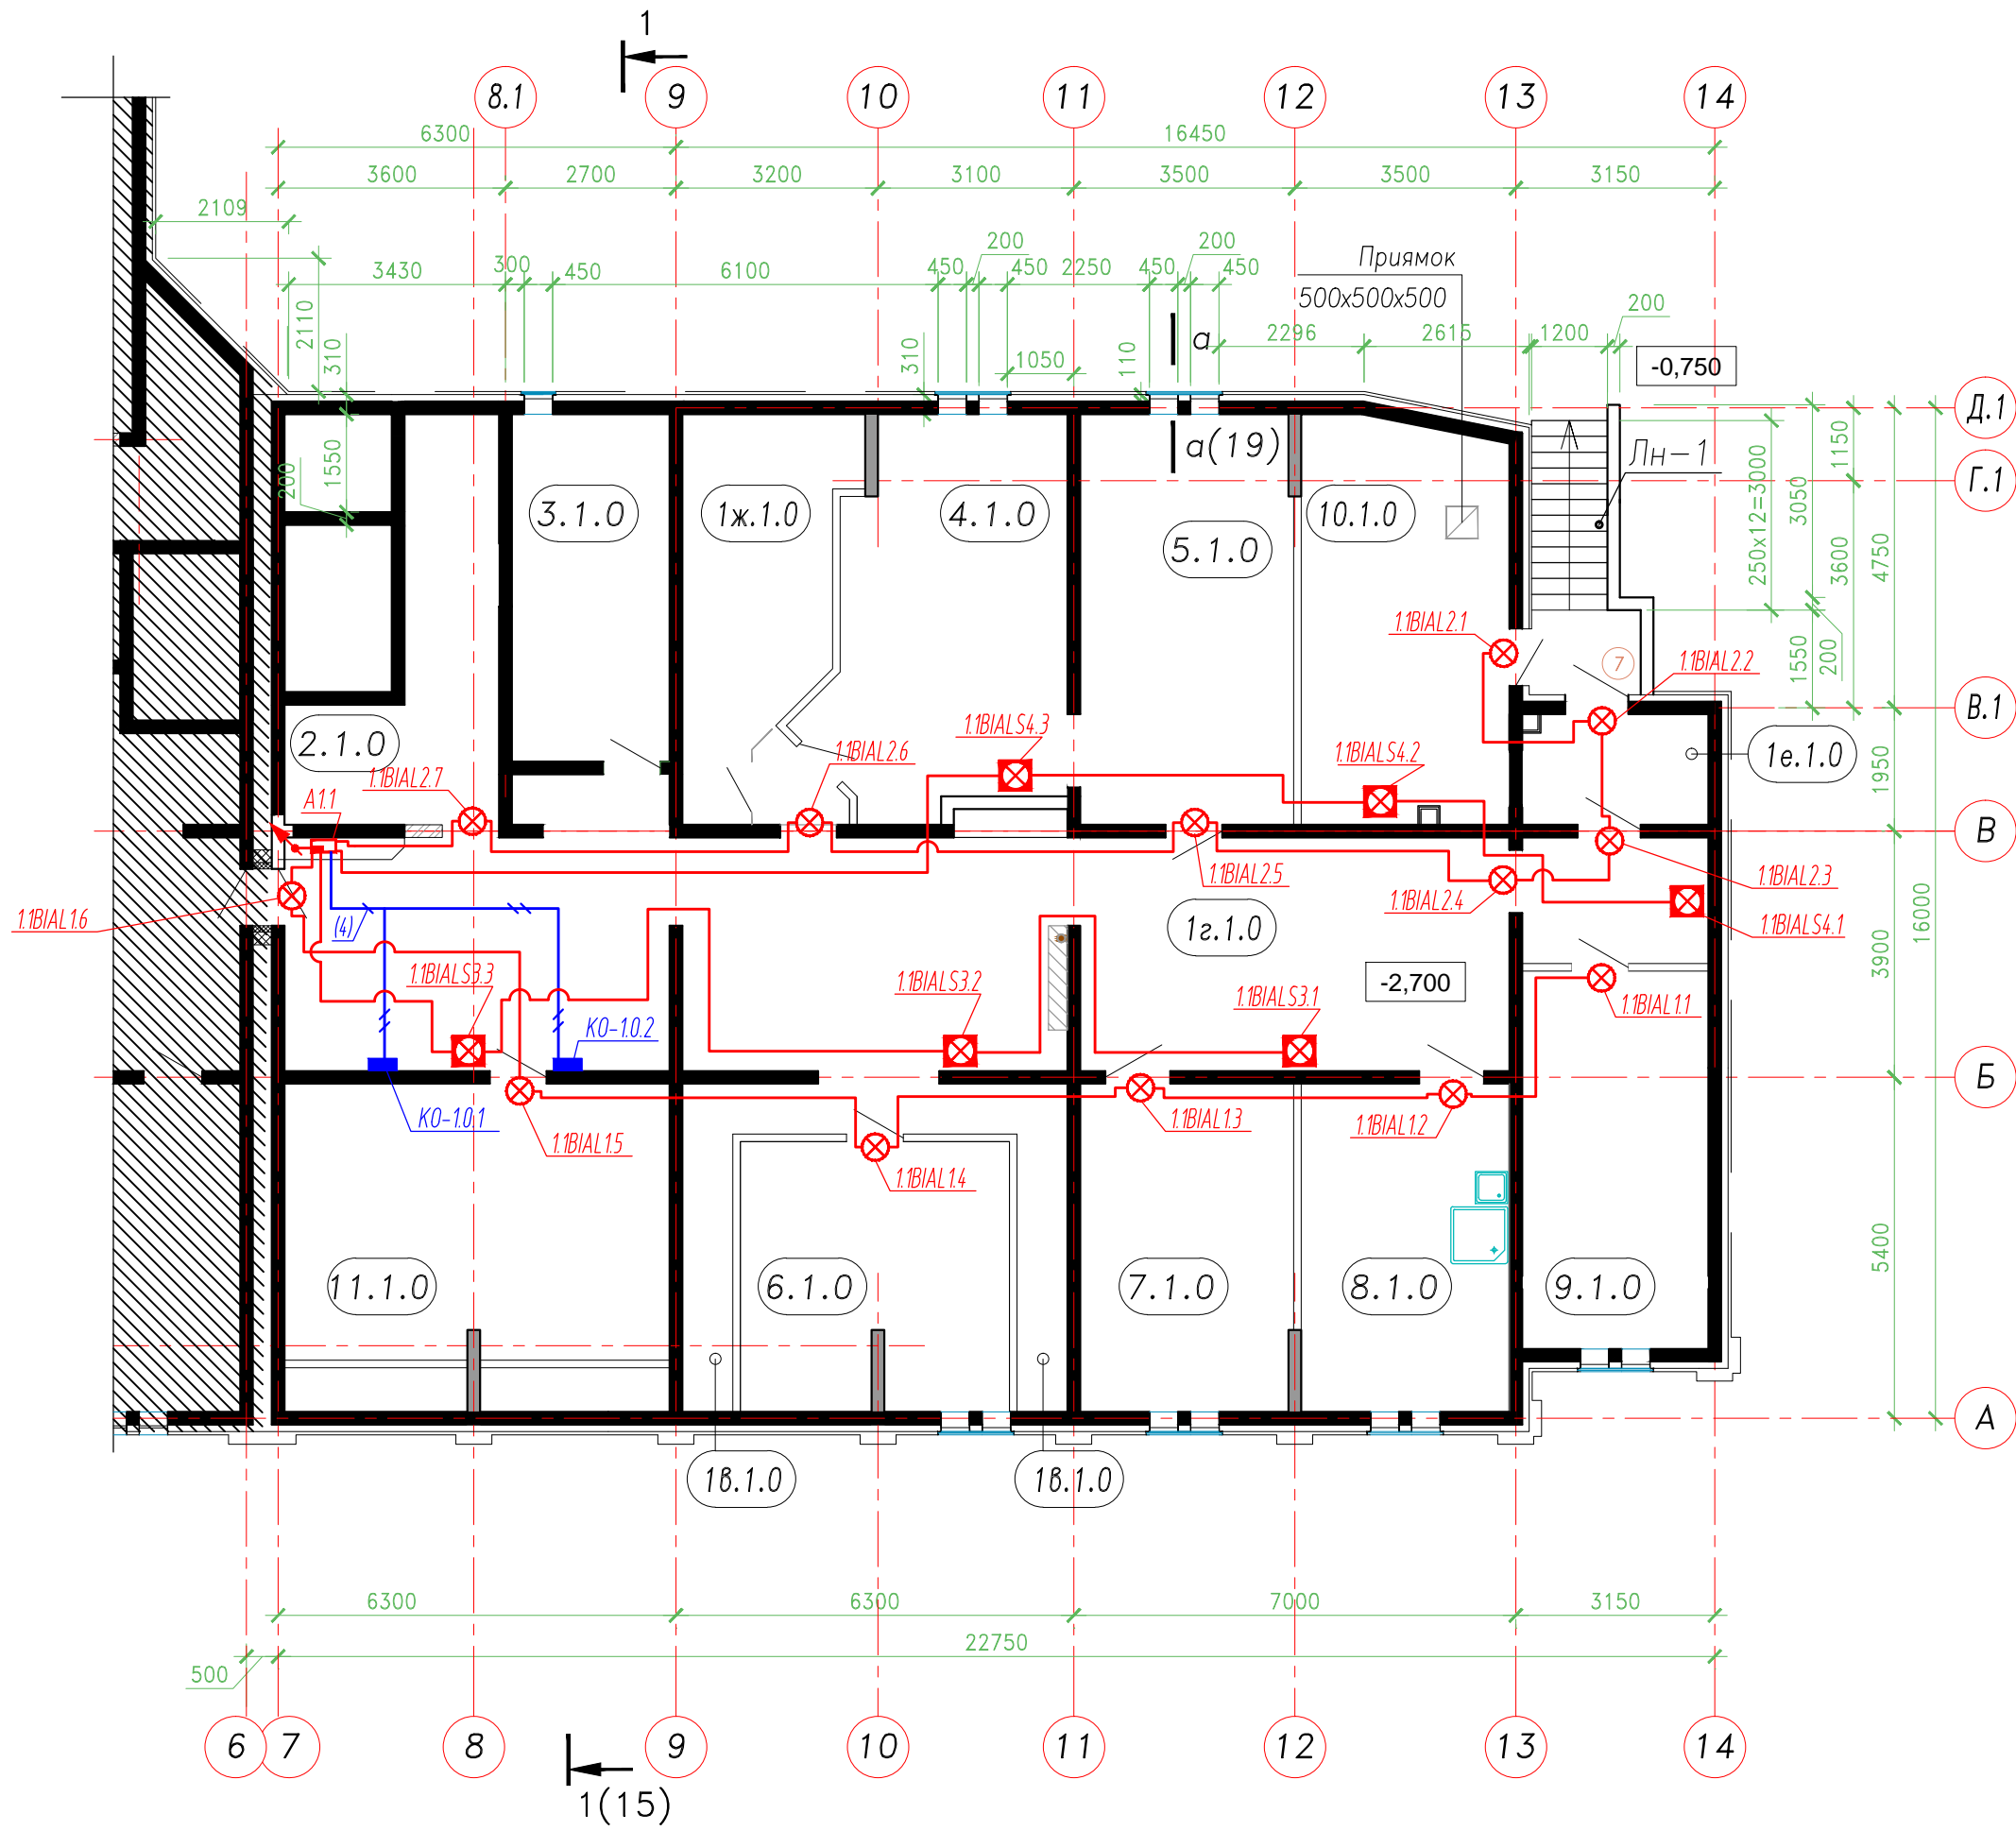 1
8.1 9 10 11 12 13 14
6300 16450
3600 2700 3200 3100 3500 3500 3150
2109
200 200
3430 300 450 6100 450 450 2250 450 450
Приямок
500х500х500
2110
310
310
1050
110
а
2296 2615 1200 200
-0,750
Д.1
1550
200
3.1.0
1ж.1.0
4.1.0
а(19)
5.1.0
10.1.0
Лн-1
250х12=3000
3050
1150
3600
4750
Г.1
1.1BIAL2.1
7
1.1BIAL2.2
1550
200
В.1
2.1.0
1.1BIAL2.7
А1.1
1.1BIAL2.6
1.1BIALS4.3
1.1BIALS4.2
1е.1.0
1950
В
1.1BIAL1.6
(4)
1.1BIAL2.5
1г.1.0
1.1BIAL2.4
1.1BIAL2.3
1.1BIALS4.1
16000
3900
1.1BIALS3.3
КО-1.0.2
1.1BIALS3.2
1.1BIALS3.1
-2,700
1.1BIAL1.1
Б
КО-1.0.1
1.1BIAL1.5
1.1BIAL1.4
1.1BIAL1.3
1.1BIAL1.2
5400
11.1.0
6.1.0
7.1.0
8.1.0
9.1.0
А
1в.1.0
1в.1.0
6300 6300 7000 3150
22750
500
6 7 8 9 10 11 12 13 14
1(15)